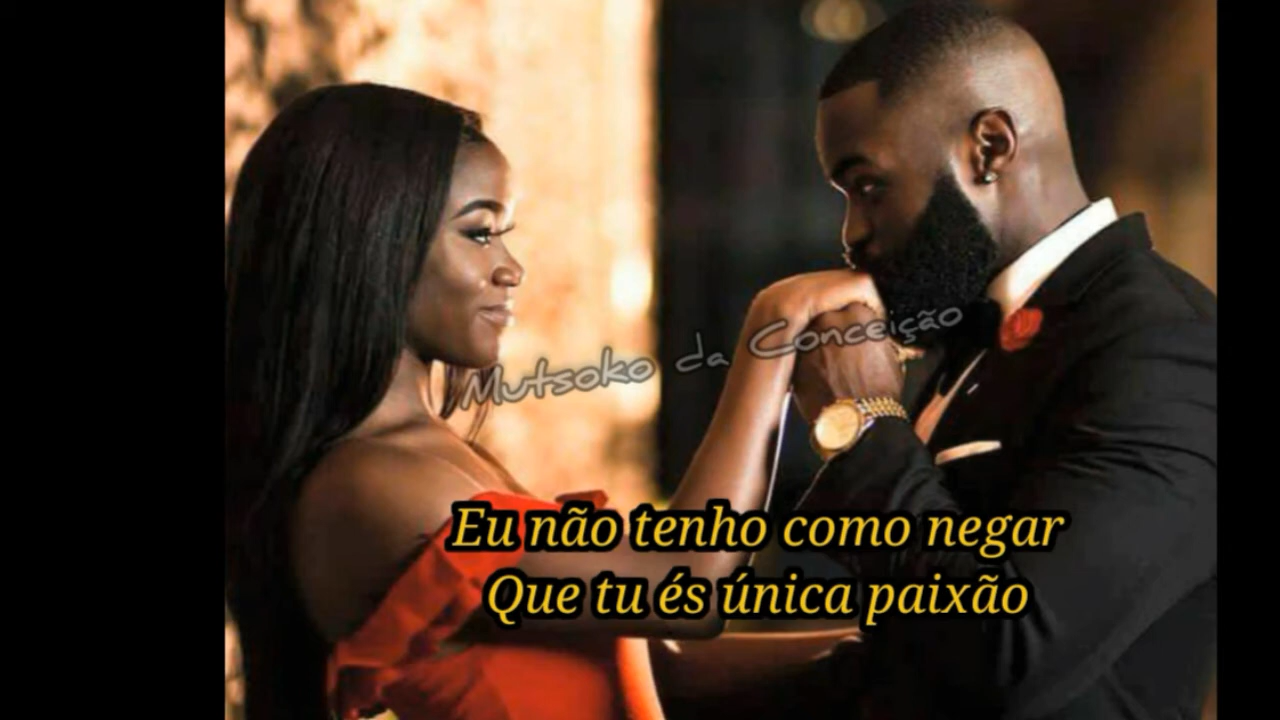 Mutsoko da Conceição
Eu não tenho como negar
Que tu és única paixão